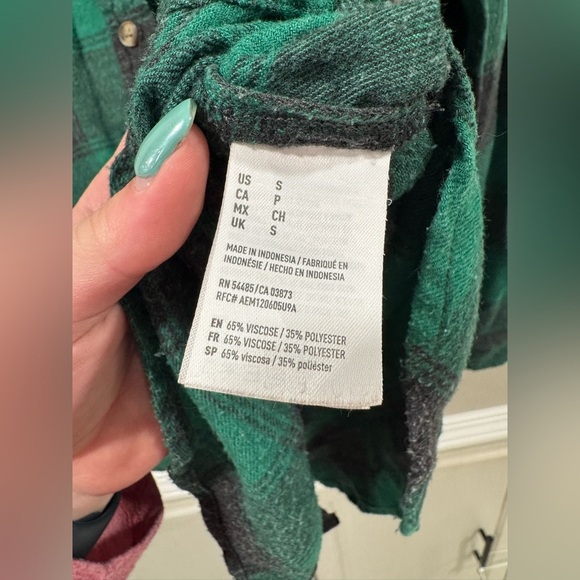 US S
CA P
MX CH
UK S
MADE IN INDONESIA / FABRIQUÉ EN
INDONÉSIE / HECHO EN INDONESIA
RN 54485/CA 03873
RFC# AEM120605U9A
EN 65% VISCOSE / 35% POLYESTER
FR 65% VISCOSE / 35% POLYESTER
SP 65% viscosa / 35% poliéster